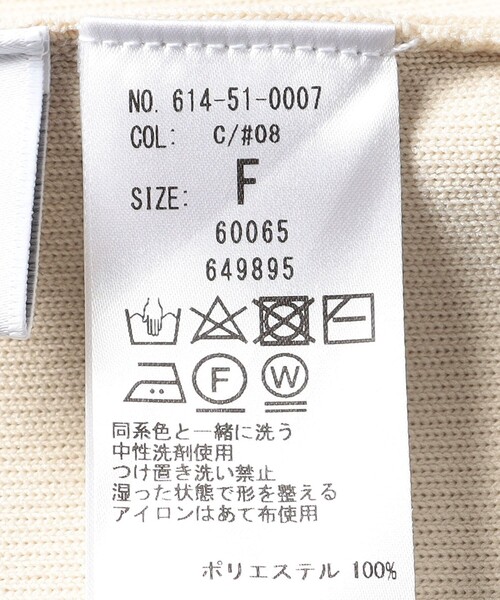 NO. 614-51-0007
COL: C/#08
SIZE: F
60065
649895
F W
同系色と一緒に洗う
中性洗剤使用
つけ置き洗い禁止
湿った状態で形を整える
アイロンはあて布使用
ポリエステル 100%